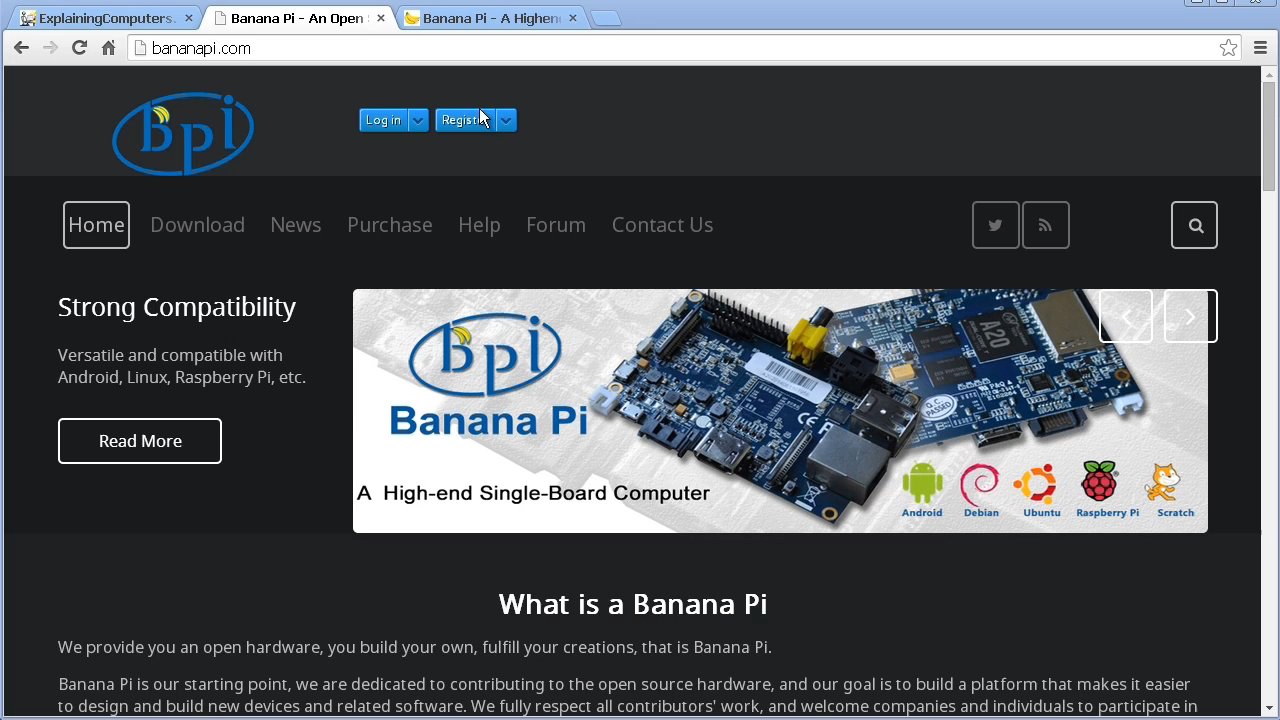 ExplainingComputers.
Banana Pi - An Open
Banana Pi - A Highen
bananapi.com
bpi
Log in
Regist
Home
Download
News
Purchase
Help
Forum
Contact Us
Strong Compatibility
Versatile and compatible with
Android, Linux, Raspberry Pi, etc.
Read More
bpi
Banana Pi
A High-end Single-Board Computer
A20
Android
Debian
Ubuntu
Raspberry Pi
Scratch
What is a Banana Pi
We provide you an open hardware, you build your own, fulfill your creations, that is Banana Pi.
Banana Pi is our starting point, we are dedicated to contributing to the open source hardware, and our goal is to build a platform that makes it easier
to design and build new devices and related software. We fully respect all contributors' work, and welcome companies and individuals to participate in